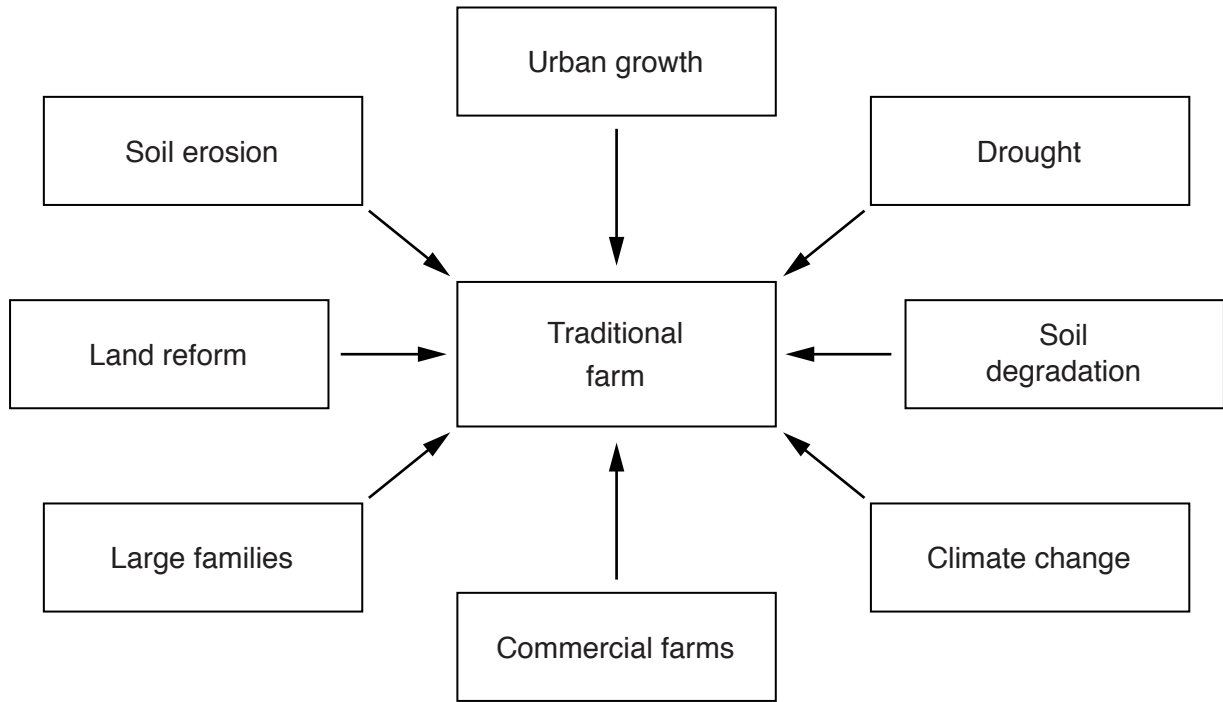 Urban growth
Soil erosion
Drought
Land reform
Traditional
farm
Soil
degradation
Large families
Climate change
Commercial farms